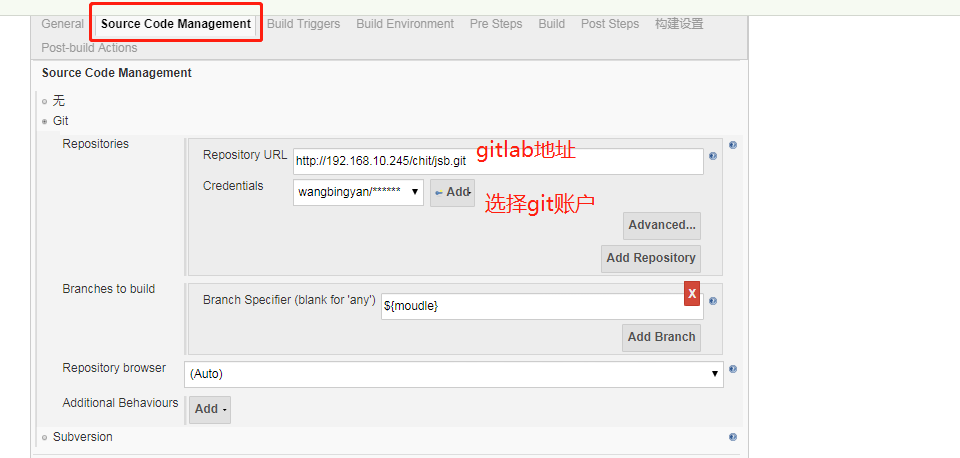 General Source Code Management Build Triggers Build Environment Pre Steps Build Post Steps 构建设置
Post-build Actions
Source Code Management
无
Git
Repositories
Repository URL http://192.168.10.245/chit/jsb.git gitlab地址
Credentials wangbingyan/****** Add
选择git账户
Advanced...
Add Repository
Branches to build
Branch Specifier (blank for 'any') ${moudle} X
Add Branch
Repository browser (Auto)
Additional Behaviours Add
Subversion